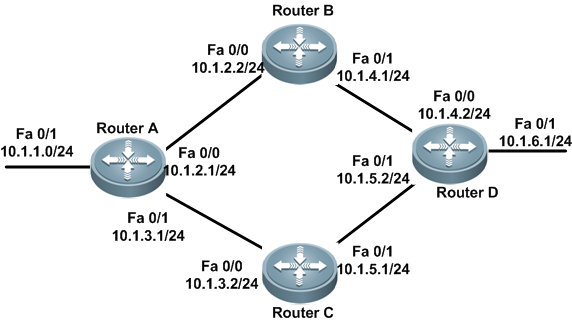 Router B
Fa 0/0
10.1.2.2/24
Fa 0/1
10.1.4.1/24
Fa 0/0
10.1.4.2/24
Fa 0/1
10.1.6.1/24
Fa 0/1
10.1.1.0/24
Router A
Fa 0/0
10.1.2.1/24
Fa 0/1
10.1.5.2/24
Router D
Fa 0/1
10.1.3.1/24
Fa 0/0
10.1.3.2/24
Fa 0/1
10.1.5.1/24
Router C